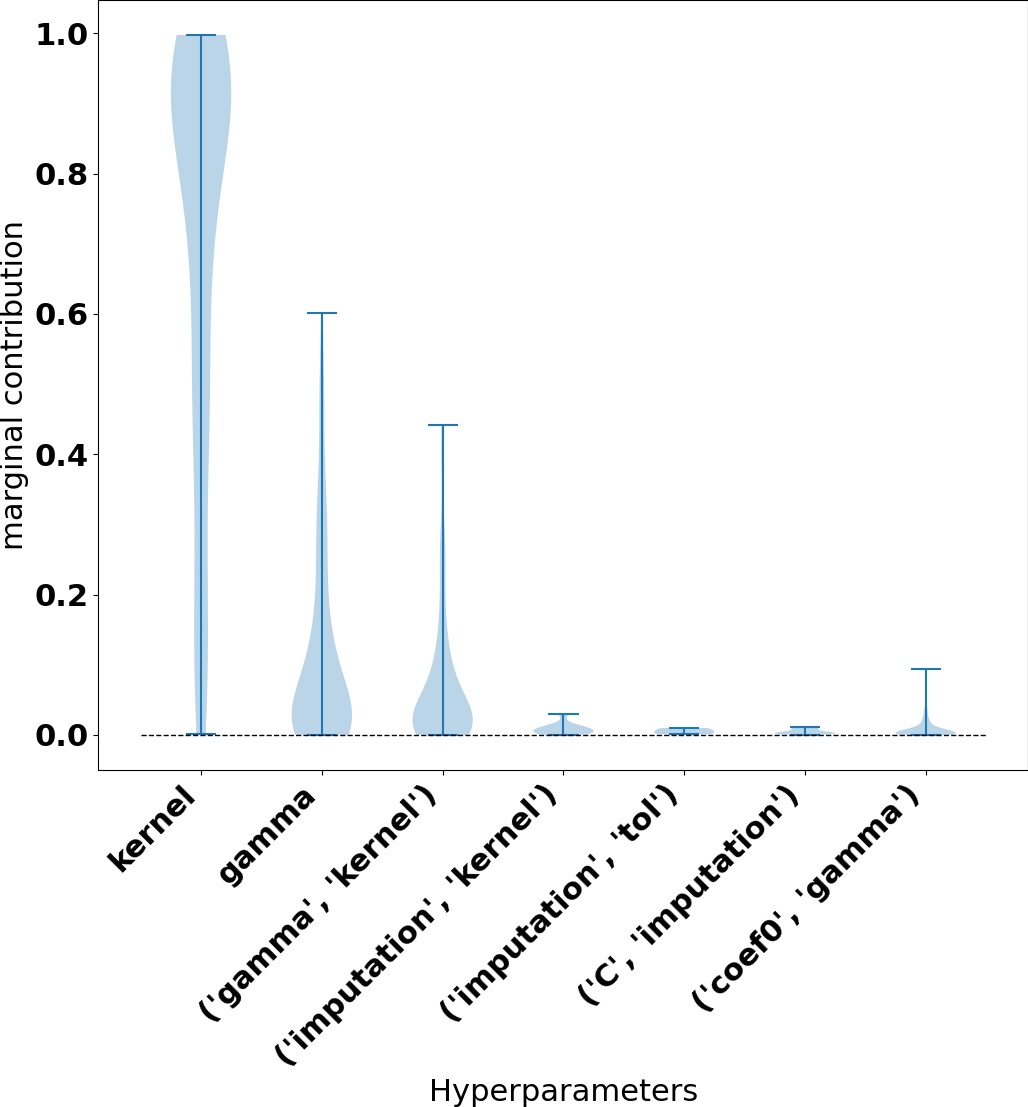 marginal contribution
1.0
0.8
0.6
0.4
0.2
0.0
kernel
gamma
('gamma', 'kernel')
('imputation', 'kernel')
('imputation', 'tol')
('C', 'imputation')
('coef0', 'gamma')
Hyperparameters